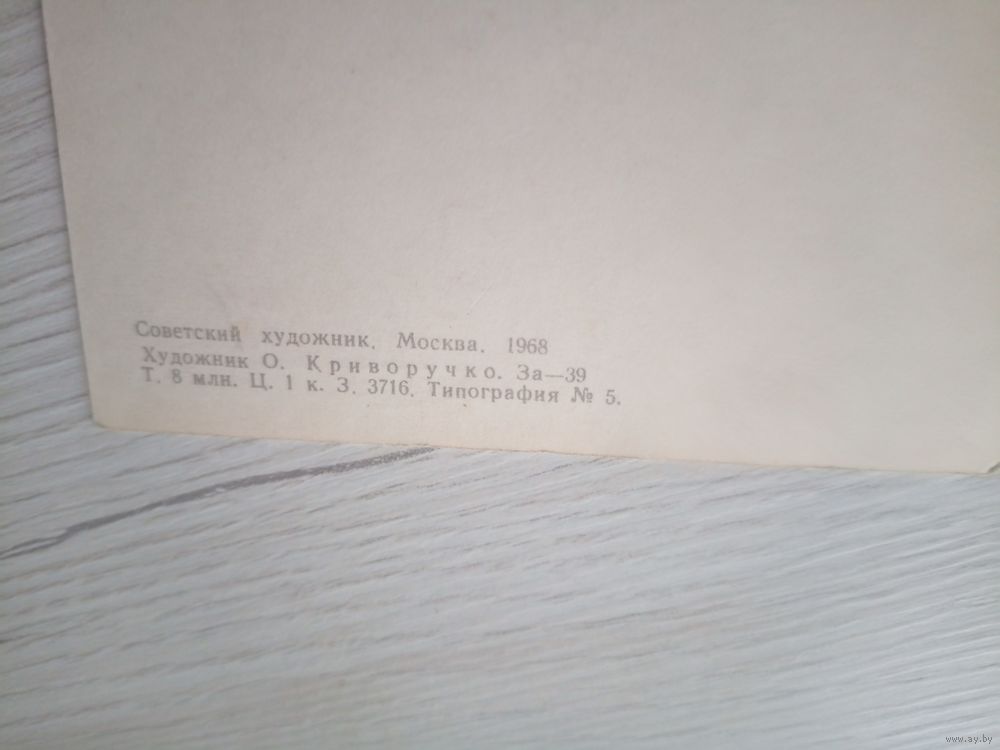 Советский художник. Москва. 1968
Художник О. Криворучко. За—39
Т. 8 млн. Ц. 1 к. З. 3716. Типография № 5.
www.ay.by